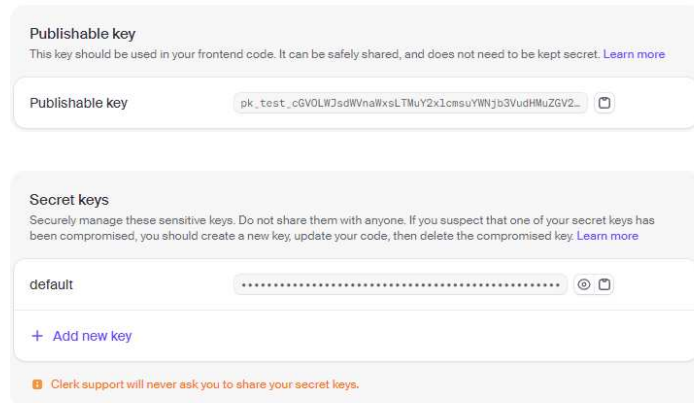 Publishable key
This key should be used in your frontend code. It can be safely shared, and does not need to be kept secret. Learn more
Publishable key
pk_test_cGVOLWJsdWVnaWxsLTMuY2xlcmsuYWNjb3VudHMuZGV2…
Secret keys
Securely manage these sensitive keys. Do not share them with anyone. If you suspect that one of your secret keys has
been compromised, you should create a new key, update your code, then delete the compromised key. Learn more
default
••••••••••••••••••••••••••••••••••••••••••••••••••
+ Add new key
Clerk support will never ask you to share your secret keys.